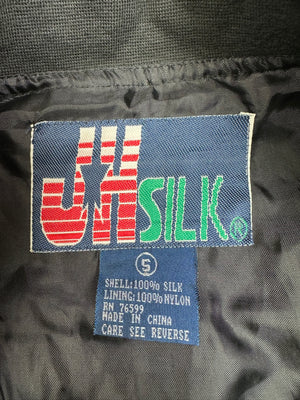 JH SILK®
S
SHELL:100% SILK
LINING:100% NYLON
RN 76599
MADE IN CHINA
CARE SEE REVERSE